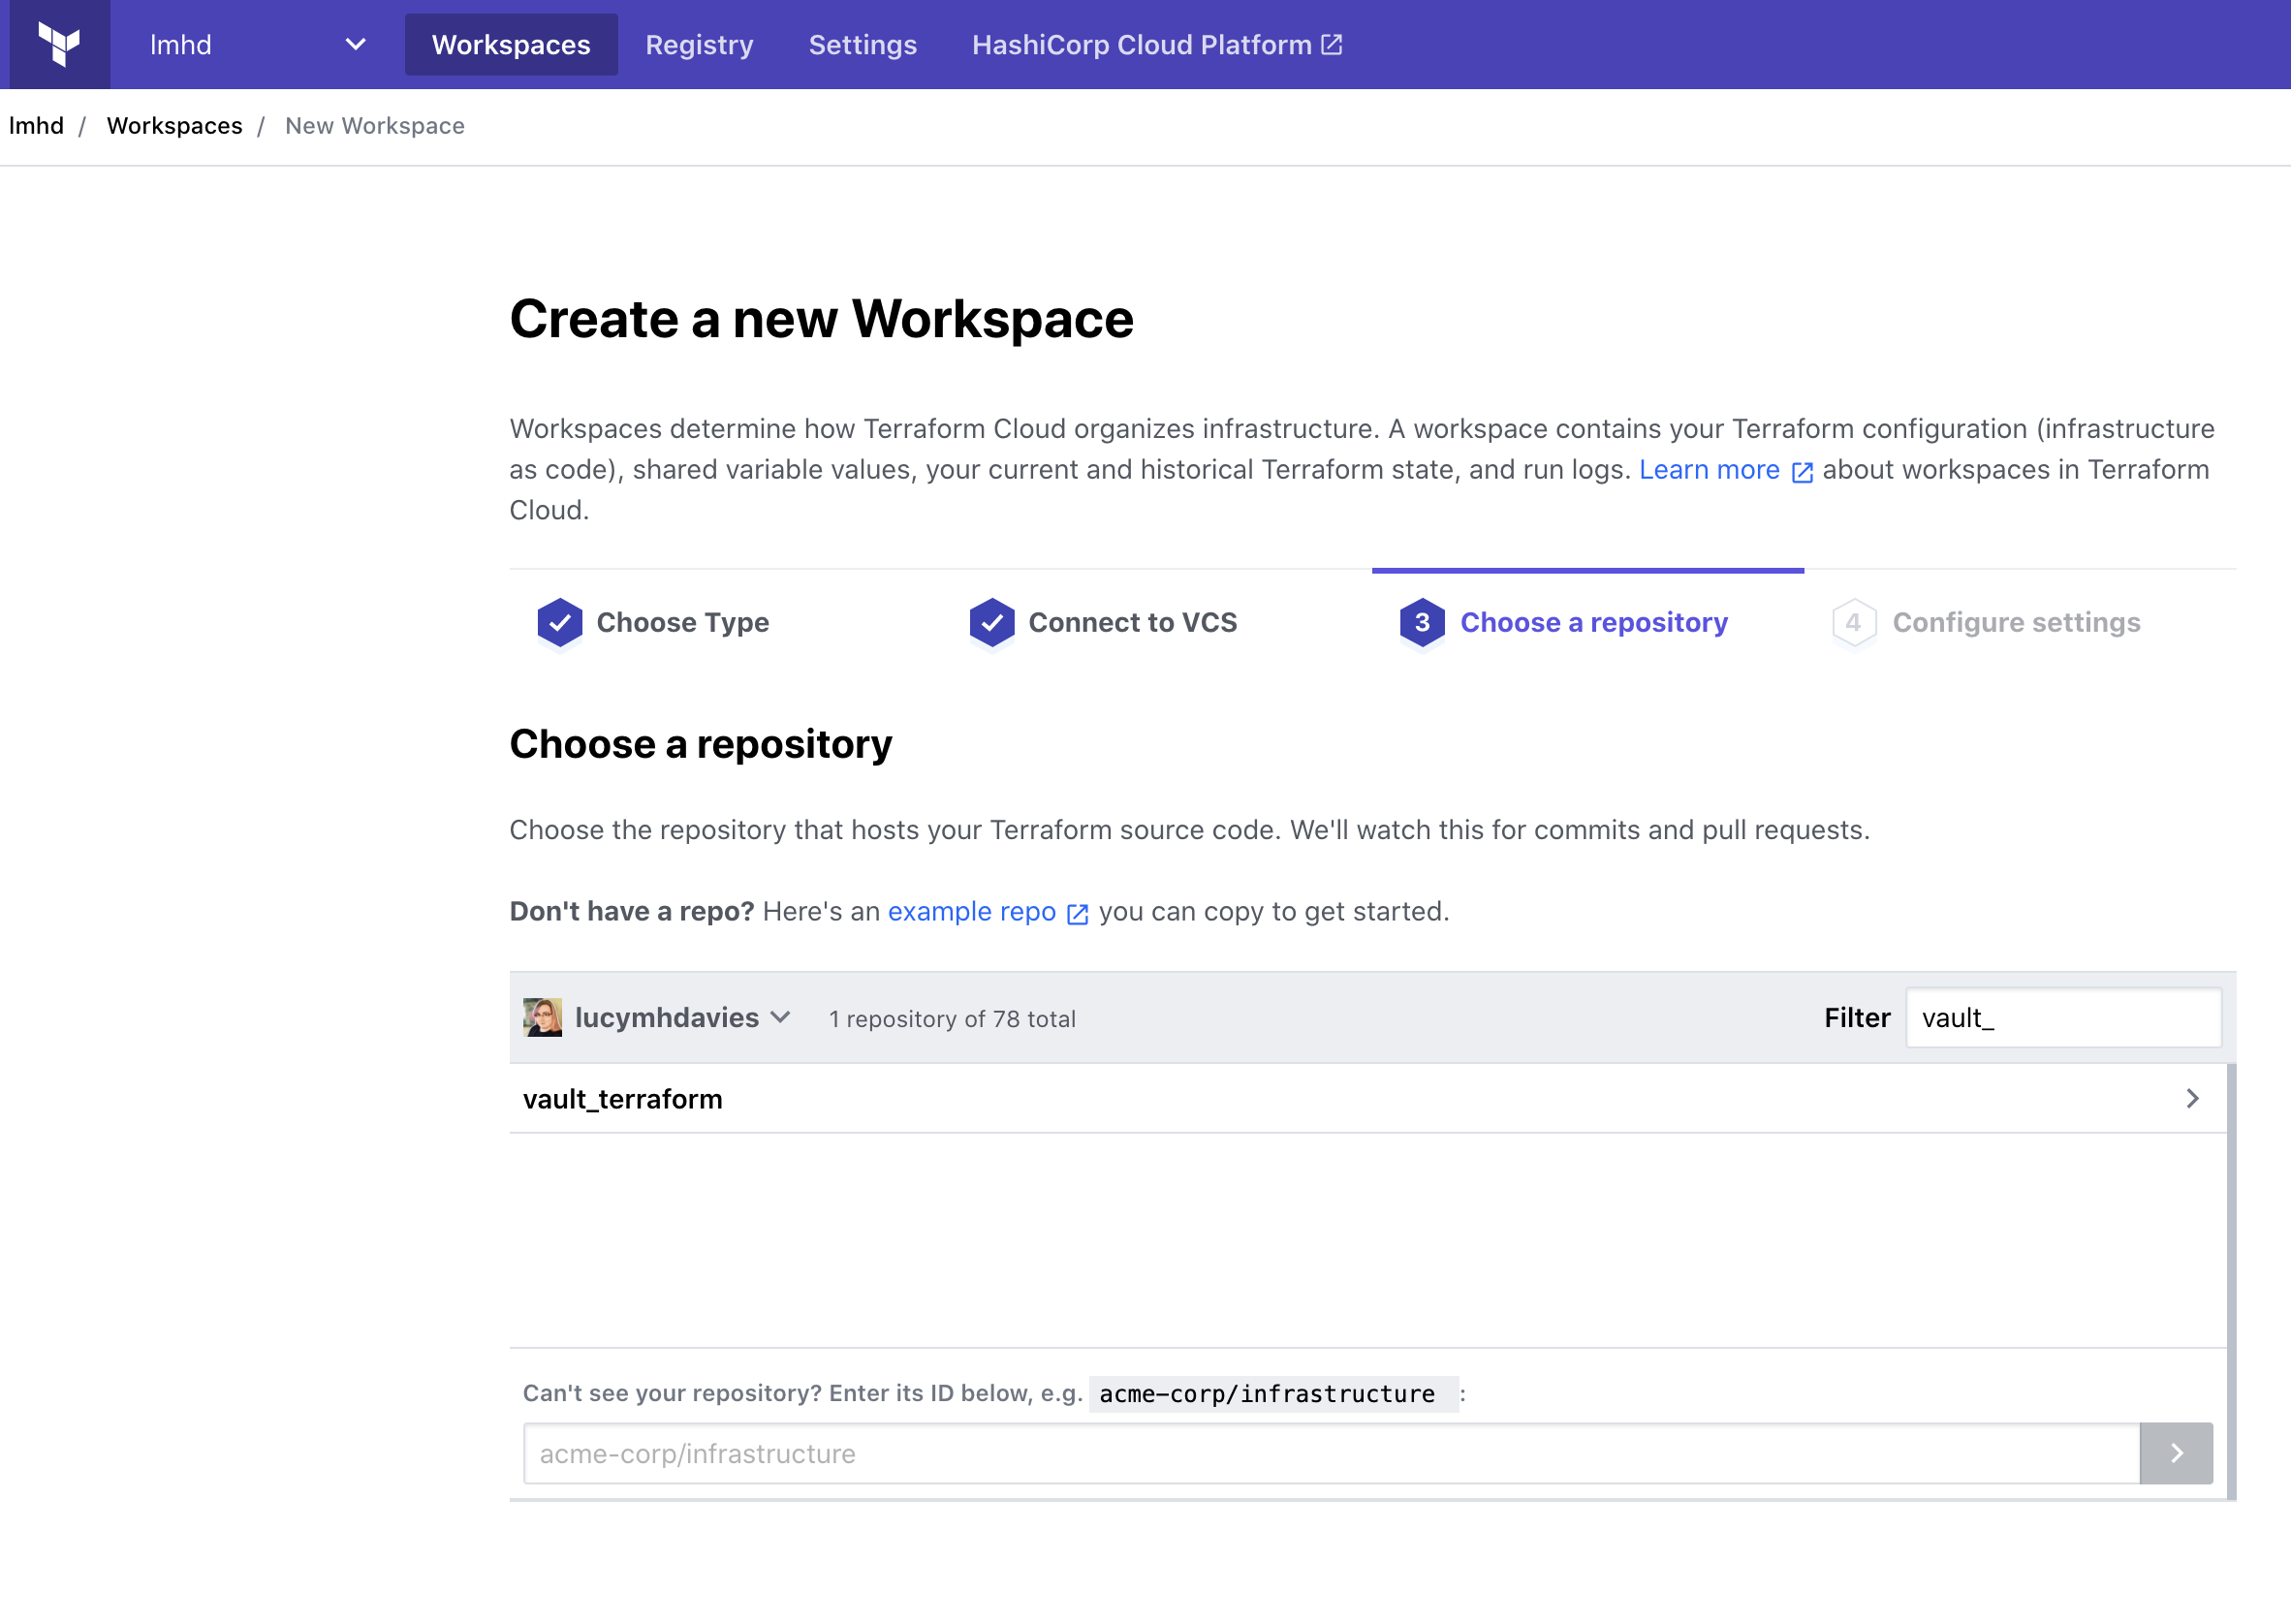 lmhd Workspaces Registry Settings HashiCorp Cloud Platform
lmhd / Workspaces / New Workspace
Create a new Workspace
Workspaces determine how Terraform Cloud organizes infrastructure. A workspace contains your Terraform configuration (infrastructure
as code), shared variable values, your current and historical Terraform state, and run logs. Learn more about workspaces in Terraform
Cloud.
Choose Type Connect to VCS 3 Choose a repository 4 Configure settings
Choose a repository
Choose the repository that hosts your Terraform source code. We'll watch this for commits and pull requests.
Don't have a repo? Here's an example repo you can copy to get started.
lucymhdavies 1 repository of 78 total Filter vault_
vault_terraform
Can't see your repository? Enter its ID below, e.g. acme-corp/infrastructure :
acme-corp/infrastructure